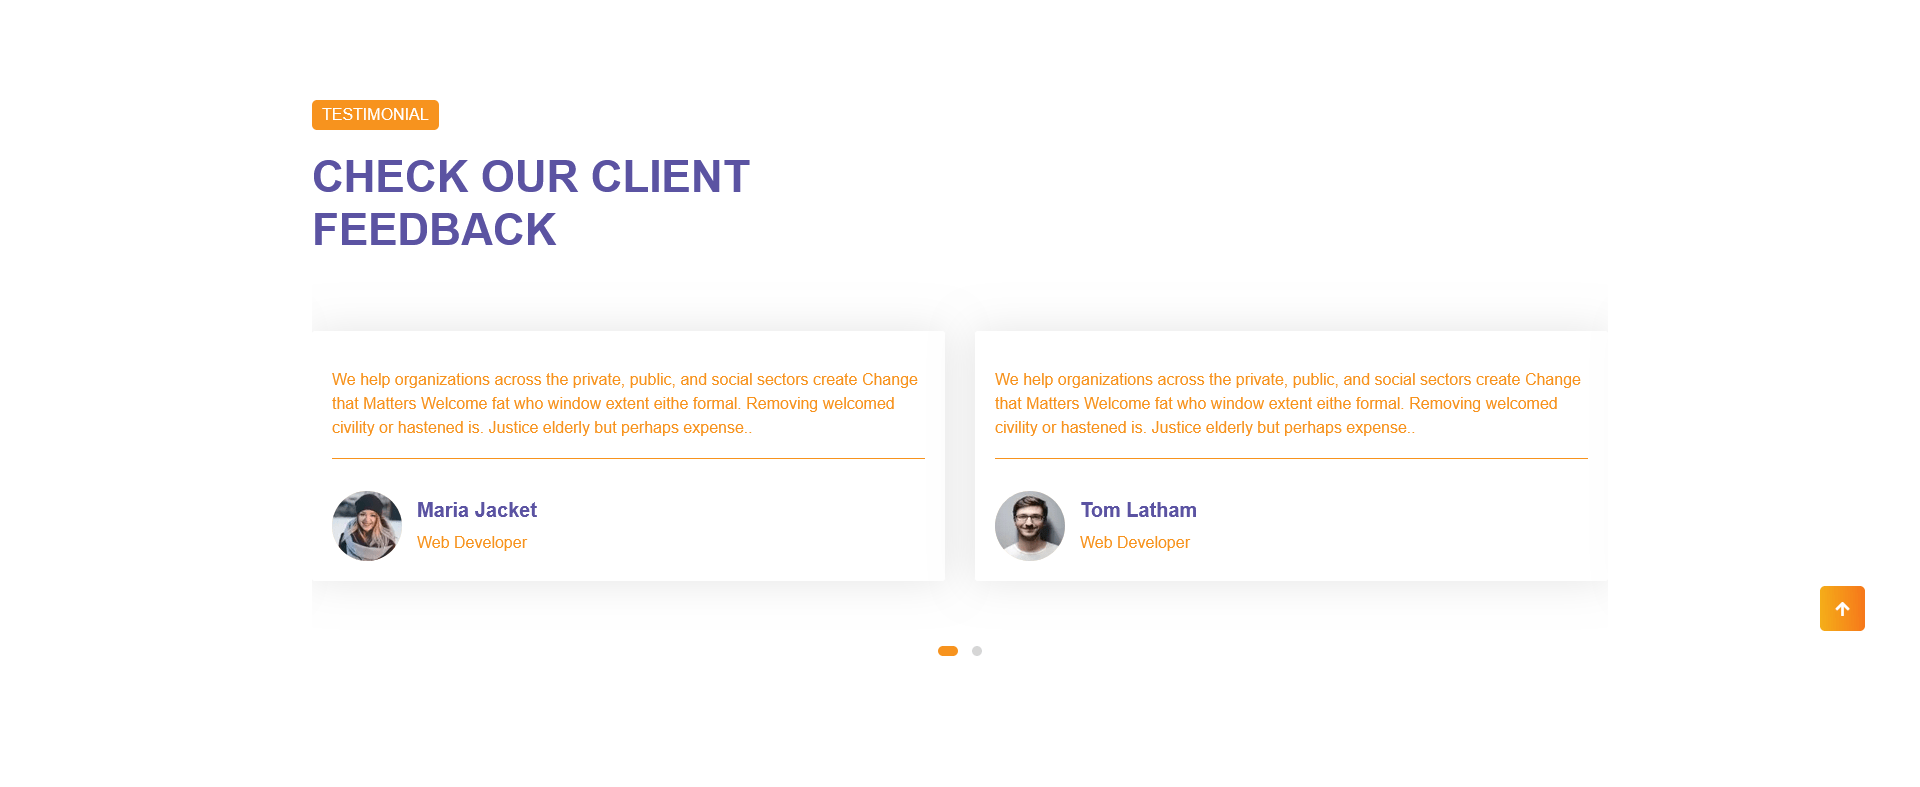 TESTIMONIAL
CHECK OUR CLIENT
FEEDBACK
We help organizations across the private, public, and social sectors create Change
that Matters Welcome fat who window extent eithe formal. Removing welcomed
civility or hastened is. Justice elderly but perhaps expense..
Maria Jacket
Web Developer
We help organizations across the private, public, and social sectors create Change
that Matters Welcome fat who window extent eithe formal. Removing welcomed
civility or hastened is. Justice elderly but perhaps expense..
Tom Latham
Web Developer